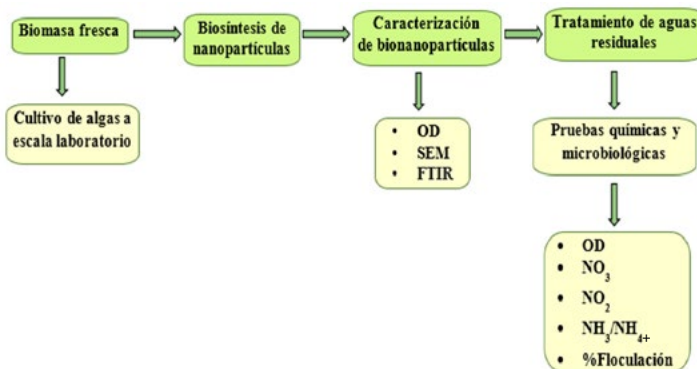 Biomasa fresca
Biosíntesis de
nanopartículas
Caracterización
de bionanopartículas
Tratamiento de aguas
residuales
Cultivo de algas a
escala laboratorio
• OD
• SEM
• FTIR
Pruebas químicas y
microbiológicas
• OD
• NO₃
• NO₂
• NH₃/NH₄₊
• %Floculación